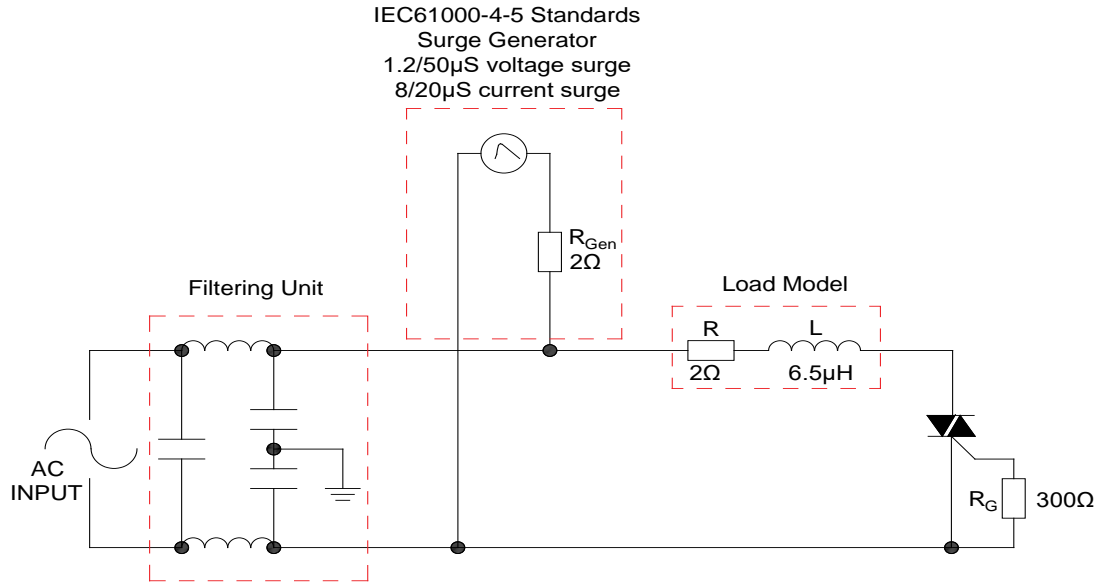 IEC61000-4-5 Standards
Surge Generator
1.2/50µS voltage surge
8/20µS current surge
RGen
2Ω
Filtering Unit
Load Model
R
L
2Ω
6.5µH
AC
INPUT
RG
300Ω